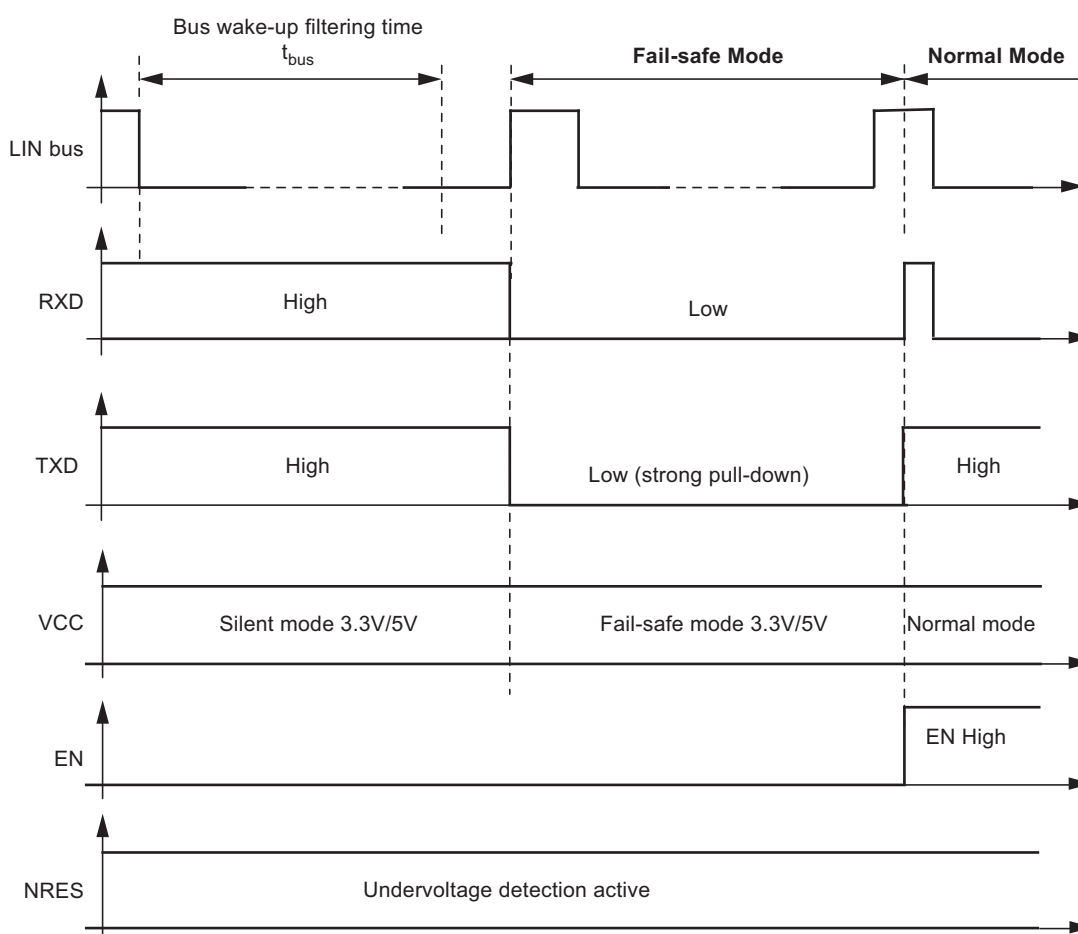 Bus wake-up filtering time
tbus
Fail-safe Mode
Normal Mode
LIN bus
RXD
High
Low
TXD
High
Low (strong pull-down)
High
VCC
Silent mode 3.3V/5V
Fail-safe mode 3.3V/5V
Normal mode
EN
EN High
NRES
Undervoltage detection active